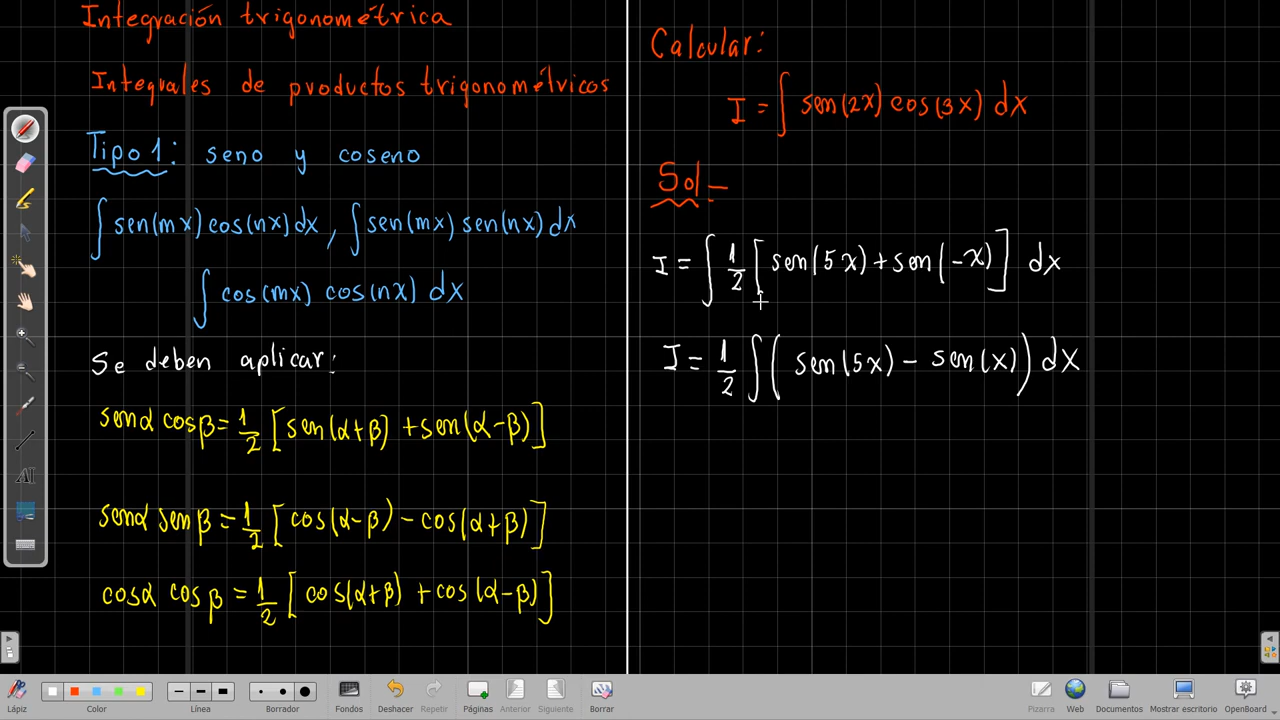 Integración trigonométrica
Integrales de productos trigonométricos
Tipo 1: seno y coseno
∫ sen(mx) cos(nx) dx , ∫ sen(mx) sen(nx) dx
∫ cos(mx) cos(nx) dx
Se deben aplicar:
senα cosβ = 1/2 [sen(α+β) + sen(α-β)]
senα senβ = 1/2 [cos(α-β) - cos(α+β)]
cosα cosβ = 1/2 [cos(α+β) + cos(α-β)]
Calcular:
I = ∫ sen(2x) cos(3x) dx
Sol.-
I = ∫ 1/2 [sen(5x) + sen(-x)] dx
I = 1/2 ∫ (sen(5x) - sen(x)) dx
AI
Lápiz Color Línea Borrador Fondos Deshacer Repetir Páginas Anterior Siguiente Borrar Pizarra Web Documentos Mostrar escritorio OpenBoard